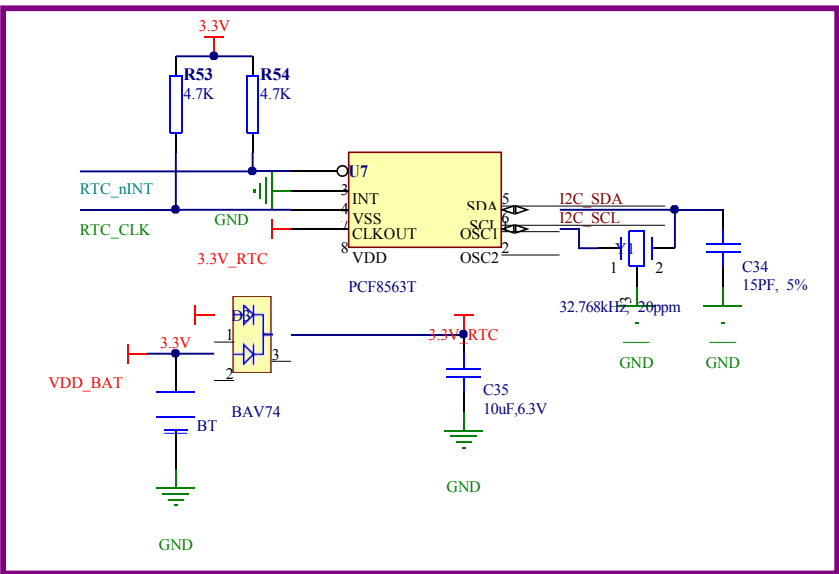 3.3V
R53
R54
4.7K
4.7K
U7
RTC_nINT
3
INT
5
SDA
I2C_SDA
RTC_CLK
GND
4
VSS
6
SCL
I2C_SCL
7
CLKOUT
OSC1
3.3V_RTC
8
VDD
OSC2
2
Y1
1
2
C34
15PF, 5%
PCF8563T
3
32.768kHz, 20ppm
D3
1
3.3V
3.3V_RTC
GND
GND
3
VDD_BAT
2
C35
10uF,6.3V
BAV74
BT
GND
GND